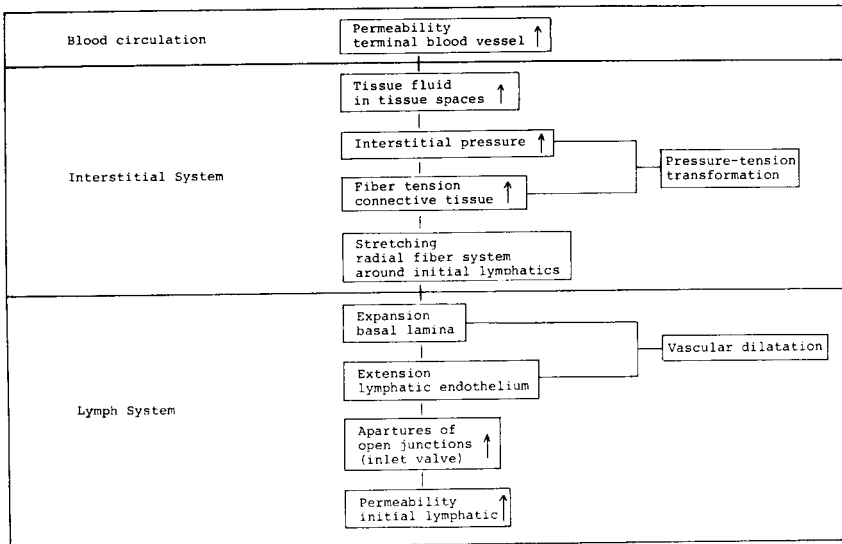 Blood circulation
Permeability
terminal blood vessel ↑
Tissue fluid
in tissue spaces ↑
Interstitial pressure ↑
Pressure-tension
transformation
Interstitial System
Fiber tension
connective tissue ↑
Stretching
radial fiber system
around initial lymphatics
Expansion
basal lamina
Vascular dilatation
Extension
lymphatic endothelium
Lymph System
Apartures of
open junctions
(inlet valve) ↑
Permeability
initial lymphatic ↑